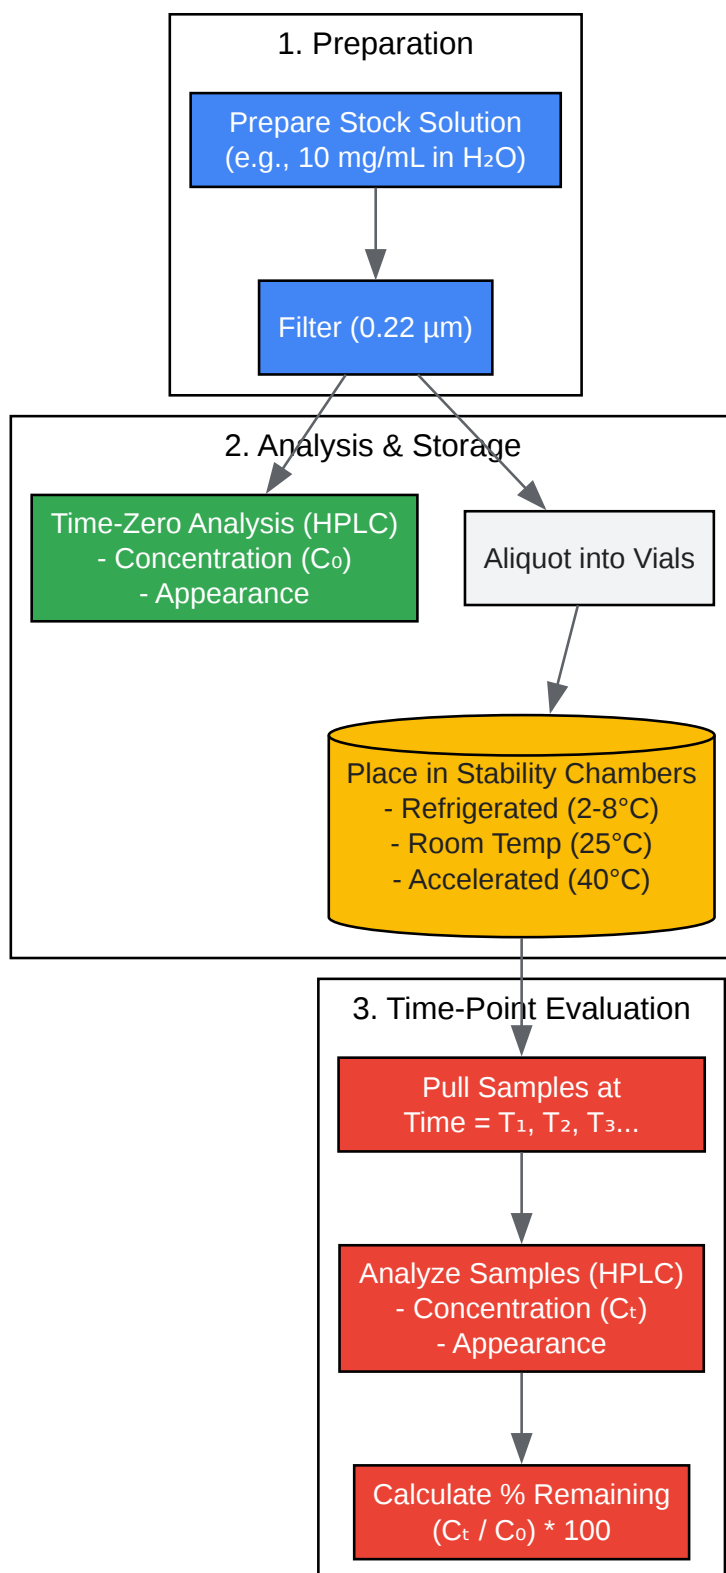 1. Preparation
Prepare Stock Solution
(e.g., 10 mg/mL in H₂O)
Filter (0.22 µm)
2. Analysis & Storage
Time-Zero Analysis (HPLC)
- Concentration (C₀)
- Appearance
Aliquot into Vials
Place in Stability Chambers
- Refrigerated (2-8°C)
- Room Temp (25°C)
- Accelerated (40°C)
3. Time-Point Evaluation
Pull Samples at
Time = T₁, T₂, T₃...
Analyze Samples (HPLC)
- Concentration (Cₜ)
- Appearance
Calculate % Remaining
(Cₜ / C₀) * 100